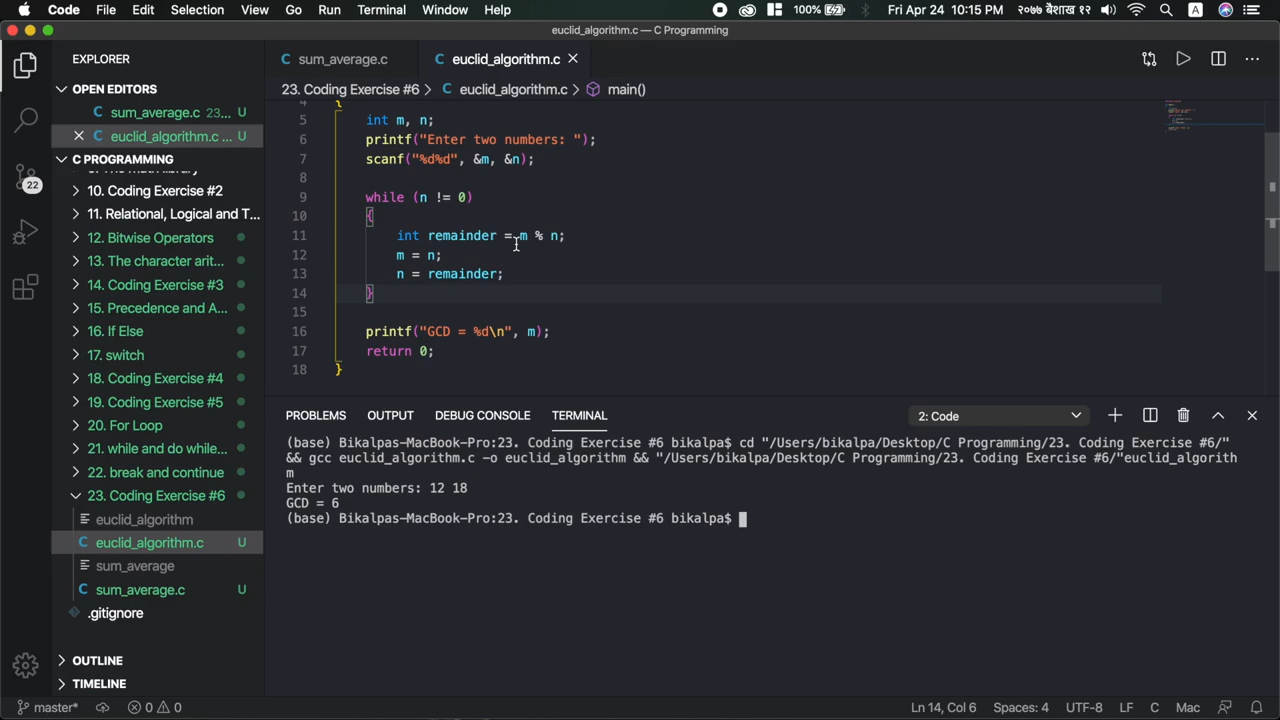 Code File Edit Selection View Go Run Terminal Window Help 100% Fri Apr 24 10:15 PM २०७७ बैशाख १२ A
euclid_algorithm.c — C Programming
EXPLORER
OPEN EDITORS
sum_average.c 23... U
euclid_algorithm.c ... U
C PROGRAMMING
10. Coding Exercise #2
11. Relational, Logical and T...
12. Bitwise Operators
13. The character arit...
14. Coding Exercise #3
15. Precedence and A...
16. If Else
17. switch
18. Coding Exercise #4
19. Coding Exercise #5
20. For Loop
21. while and do while...
22. break and continue
23. Coding Exercise #6
euclid_algorithm
euclid_algorithm.c U
sum_average
sum_average.c U
.gitignore
OUTLINE
TIMELINE
22
C sum_average.c C euclid_algorithm.c
23. Coding Exercise #6 > C euclid_algorithm.c > main()
4 {
5 int m, n;
6 printf("Enter two numbers: ");
7 scanf("%d%d", &m, &n);
8
9 while (n != 0)
10 {
11 int remainder = m % n;
12 m = n;
13 n = remainder;
14 }
15
16 printf("GCD = %d\n", m);
17 return 0;
18 }
PROBLEMS OUTPUT DEBUG CONSOLE TERMINAL 2: Code
(base) Bikalpas-MacBook-Pro:23. Coding Exercise #6 bikalpa$ cd "/Users/bikalpa/Desktop/C Programming/23. Coding Exercise #6/"
&& gcc euclid_algorithm.c -o euclid_algorithm && "/Users/bikalpa/Desktop/C Programming/23. Coding Exercise #6/"euclid_algorith
m
Enter two numbers: 12 18
GCD = 6
(base) Bikalpas-MacBook-Pro:23. Coding Exercise #6 bikalpa$
master* 0 0 Ln 14, Col 6 Spaces: 4 UTF-8 LF C Mac